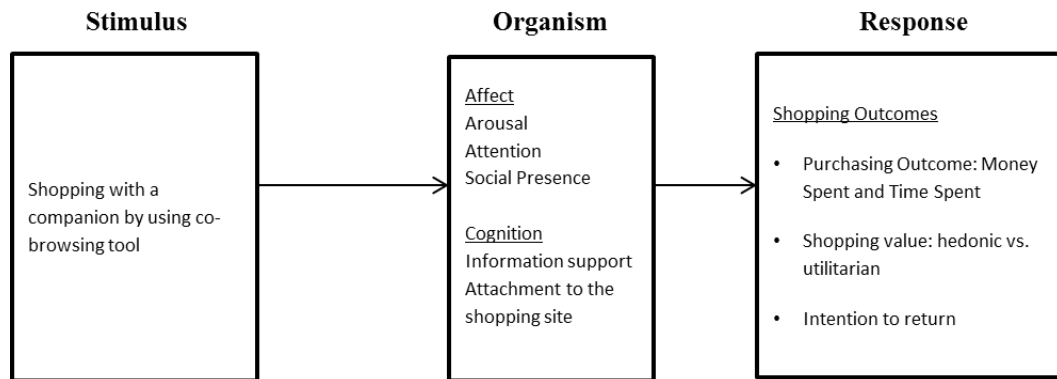 Stimulus
Organism
Response
Shopping with a
companion by using co-
browsing tool
Affect
Arousal
Attention
Social Presence
Cognition
Information support
Attachment to the
shopping site
Shopping Outcomes
• Purchasing Outcome: Money
Spent and Time Spent
• Shopping value: hedonic vs.
utilitarian
• Intention to return